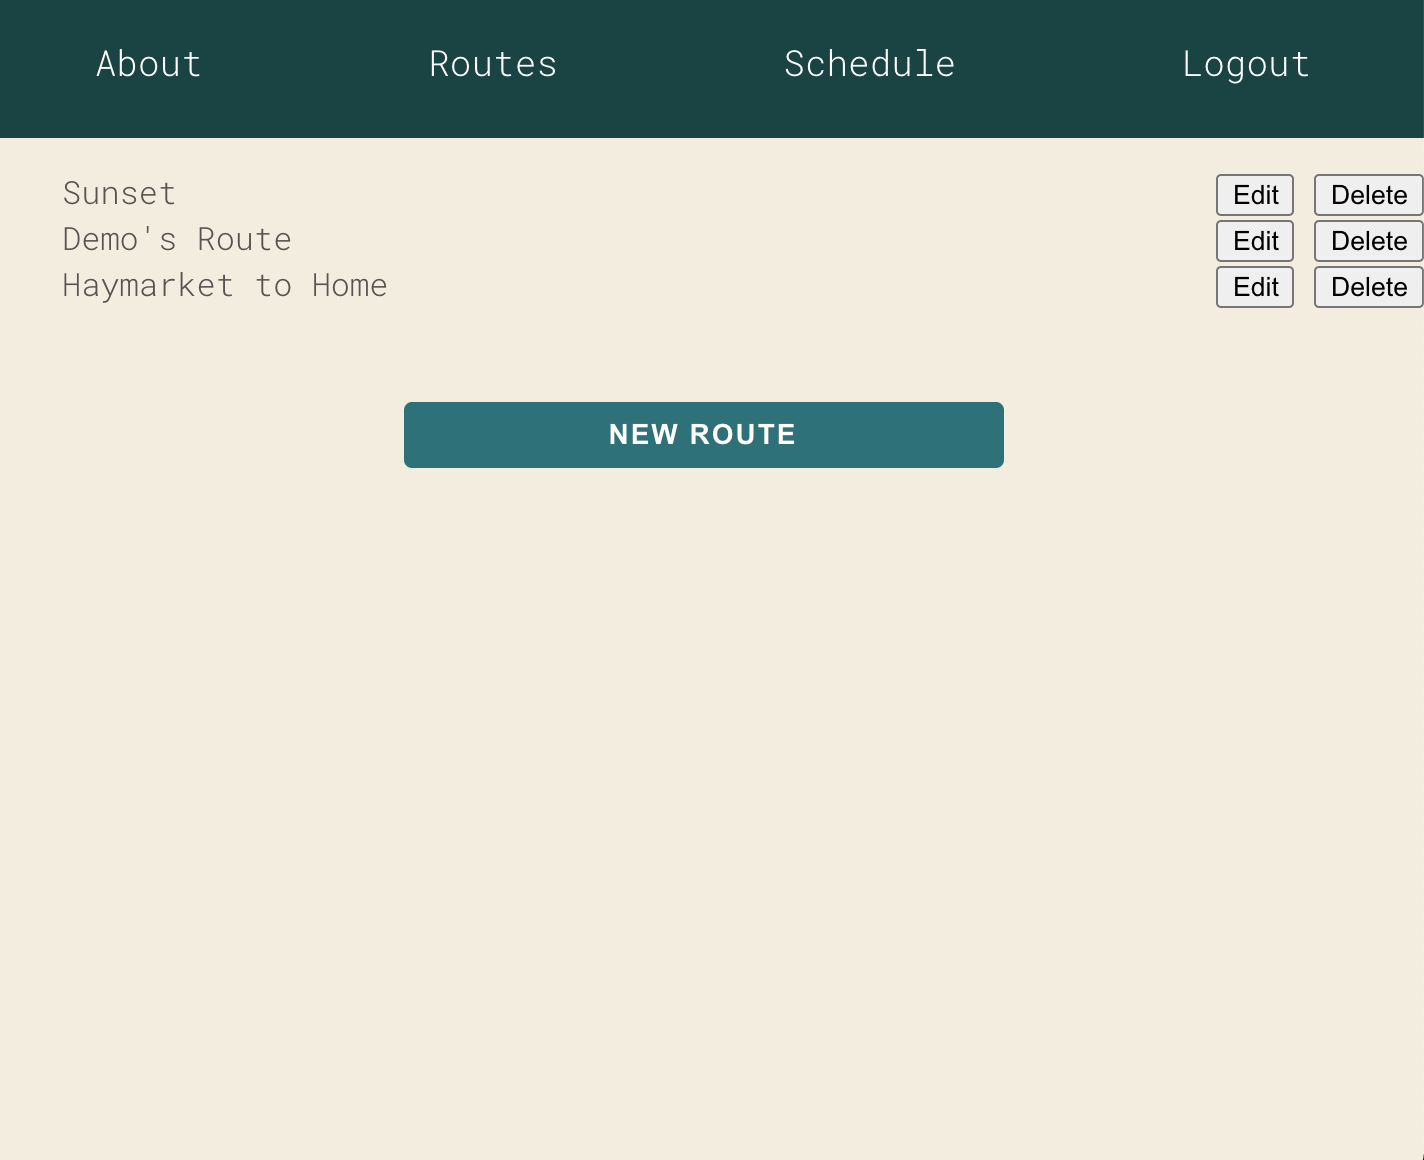 About Routes Schedule Logout
Sunset Edit Delete
Demo's Route Edit Delete
Haymarket to Home Edit Delete
NEW ROUTE